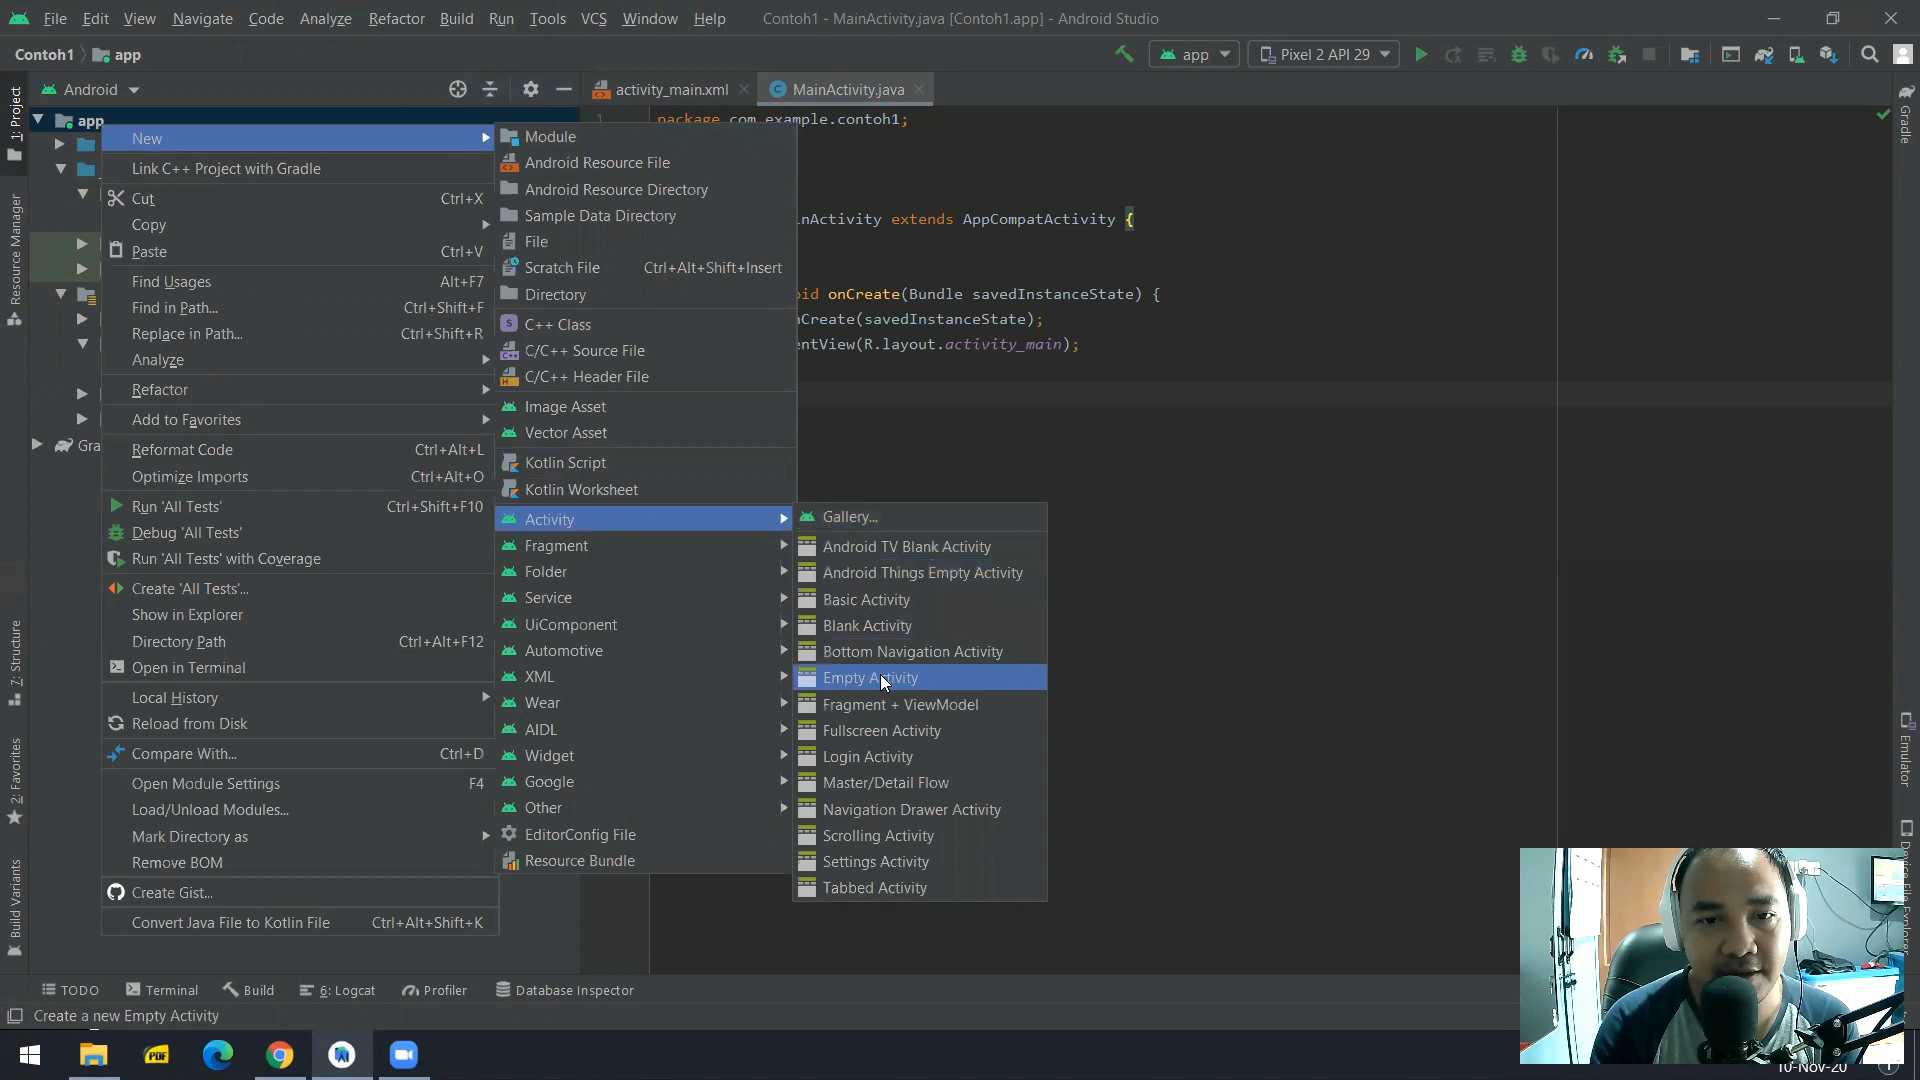 File Edit View Navigate Code Analyze Refactor Build Run Tools VCS Window Help Contoh1 - MainActivity.java [Contoh1.app] - Android Studio
Contoh1 app
app Pixel 2 API 29
Android
activity_main.xml
MainActivity.java
1: Project
Resource Manager
7: Structure
2: Favorites
Build Variants
app
Gra
New
Link C++ Project with Gradle
Cut Ctrl+X
Copy
Paste Ctrl+V
Find Usages Alt+F7
Find in Path... Ctrl+Shift+F
Replace in Path... Ctrl+Shift+R
Analyze
Refactor
Add to Favorites
Reformat Code Ctrl+Alt+L
Optimize Imports Ctrl+Alt+O
Run 'All Tests' Ctrl+Shift+F10
Debug 'All Tests'
Run 'All Tests' with Coverage
Create 'All Tests'...
Show in Explorer
Directory Path Ctrl+Alt+F12
Open in Terminal
Local History
Reload from Disk
Compare With... Ctrl+D
Open Module Settings F4
Load/Unload Modules...
Mark Directory as
Remove BOM
Create Gist...
Convert Java File to Kotlin File Ctrl+Alt+Shift+K
Module
Android Resource File
Android Resource Directory
Sample Data Directory
File
Scratch File Ctrl+Alt+Shift+Insert
Directory
C++ Class
C/C++ Source File
C/C++ Header File
Image Asset
Vector Asset
Kotlin Script
Kotlin Worksheet
Activity
Fragment
Folder
Service
UiComponent
Automotive
XML
Wear
AIDL
Widget
Google
Other
EditorConfig File
Resource Bundle
Gallery...
Android TV Blank Activity
Android Things Empty Activity
Basic Activity
Blank Activity
Bottom Navigation Activity
Empty Activity
Fragment + ViewModel
Fullscreen Activity
Login Activity
Master/Detail Flow
Navigation Drawer Activity
Scrolling Activity
Settings Activity
Tabbed Activity
1 package com.example.contoh1;
nActivity extends AppCompatActivity {
id onCreate(Bundle savedInstanceState) {
nCreate(savedInstanceState);
entView(R.layout.activity_main);
Gradle
Emulator
Device File Explorer
TODO Terminal Build 6: Logcat Profiler Database Inspector
Create a new Empty Activity
PDF
10-Nov-20